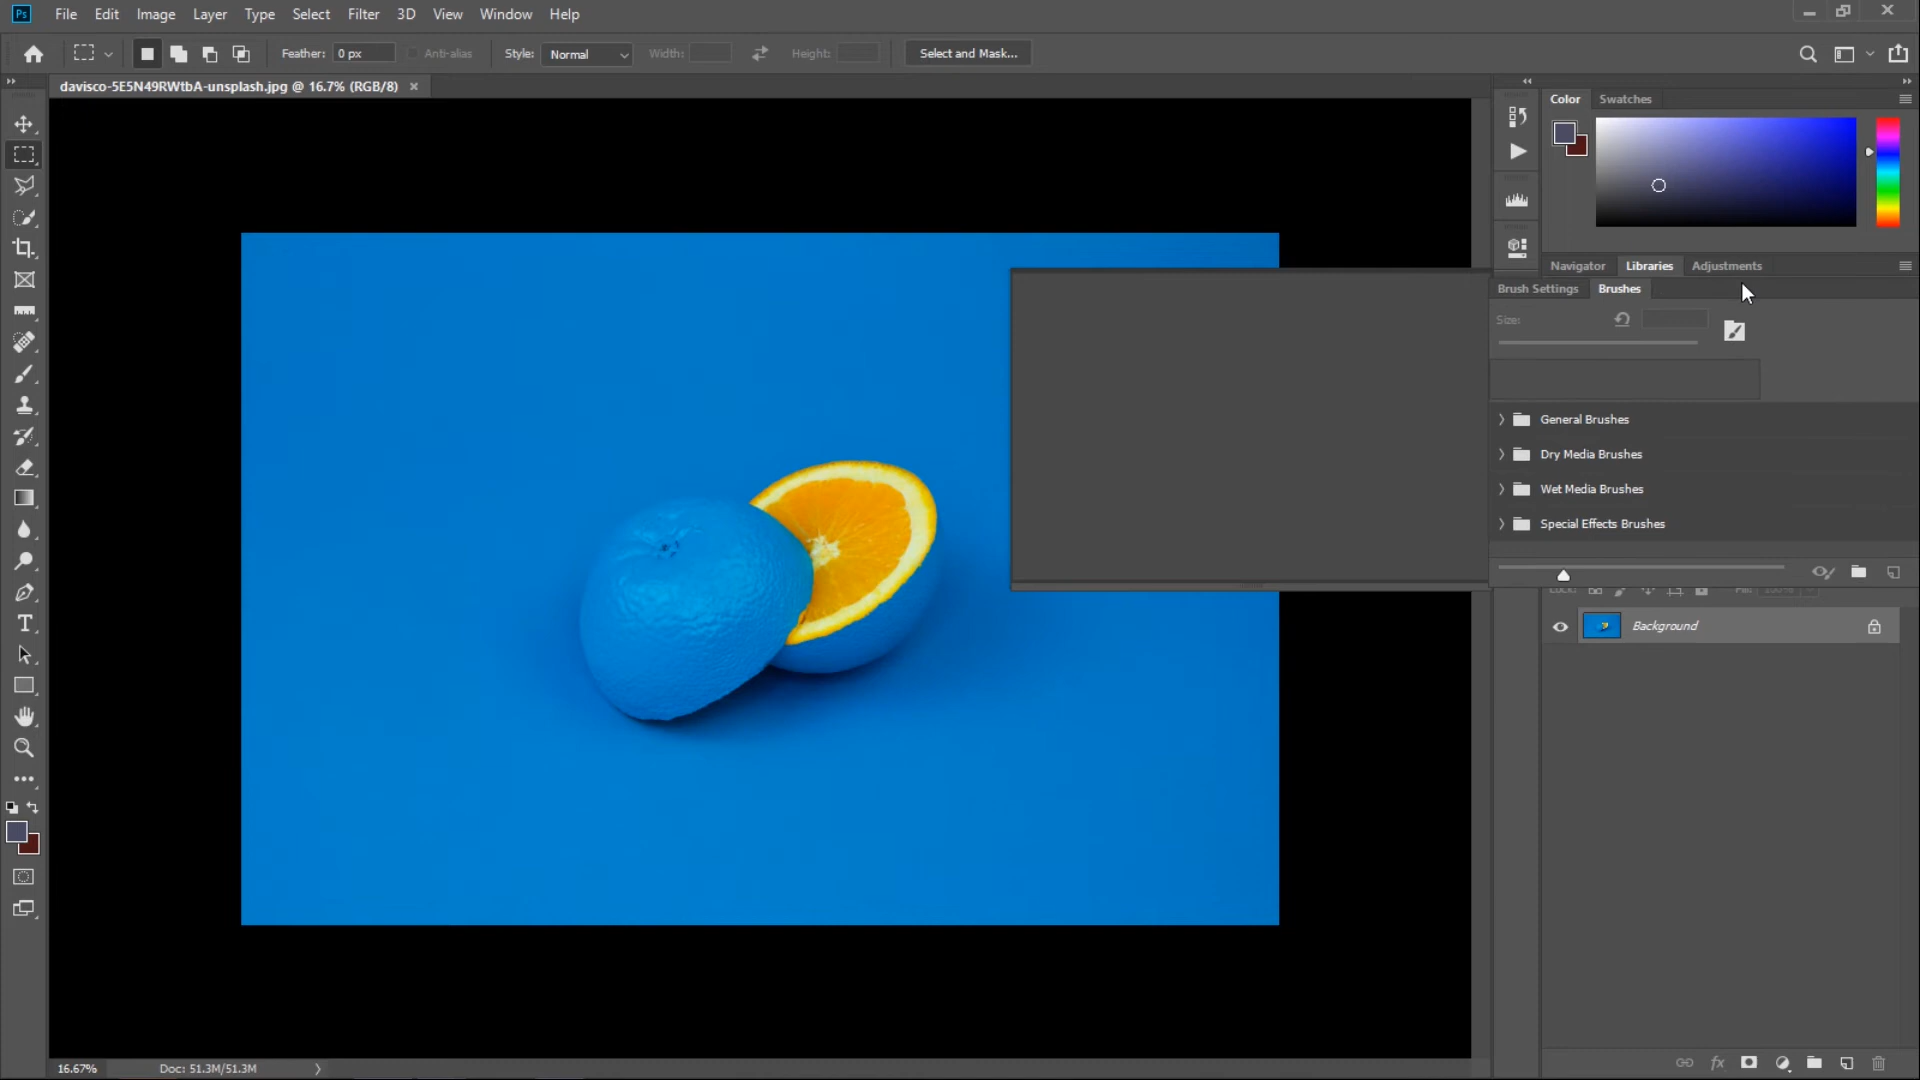 Ps File Edit Image Layer Type Select Filter 3D View Window Help
Feather: 0 px Anti-alias Style: Normal Width: Height: Select and Mask...
davisco-5E5N49RWtbA-unsplash.jpg @ 16.7% (RGB/8)
Color Swatches
Navigator Libraries Adjustments
Brush Settings Brushes
Size:
General Brushes
Dry Media Brushes
Wet Media Brushes
Special Effects Brushes
Background
16.67% Doc: 51.3M/51.3M